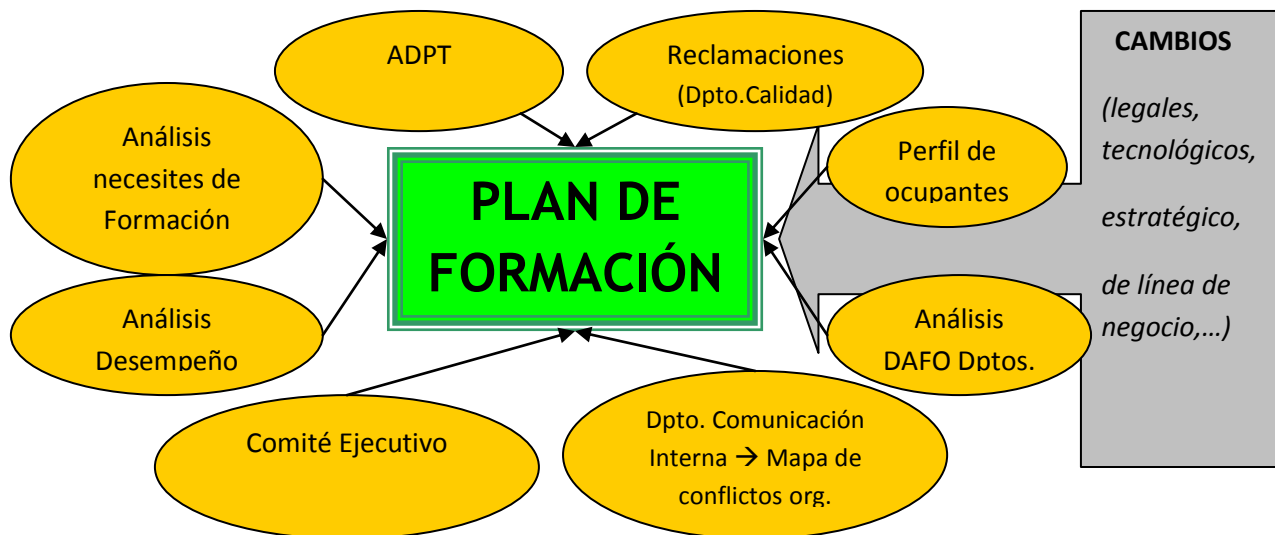 ADPT
Reclamaciones
(Dpto.Calidad)
CAMBIOS
(legales,
tecnológicos,
estratégico,
de línea de
negocio,...)
Análisis
necesites de
Formación
PLAN DE
FORMACIÓN
Perfil de
ocupantes
Análisis
Desempeño
Análisis
DAFO Dptos.
Comité Ejecutivo
Dpto. Comunicación
Interna → Mapa de
conflictos org.